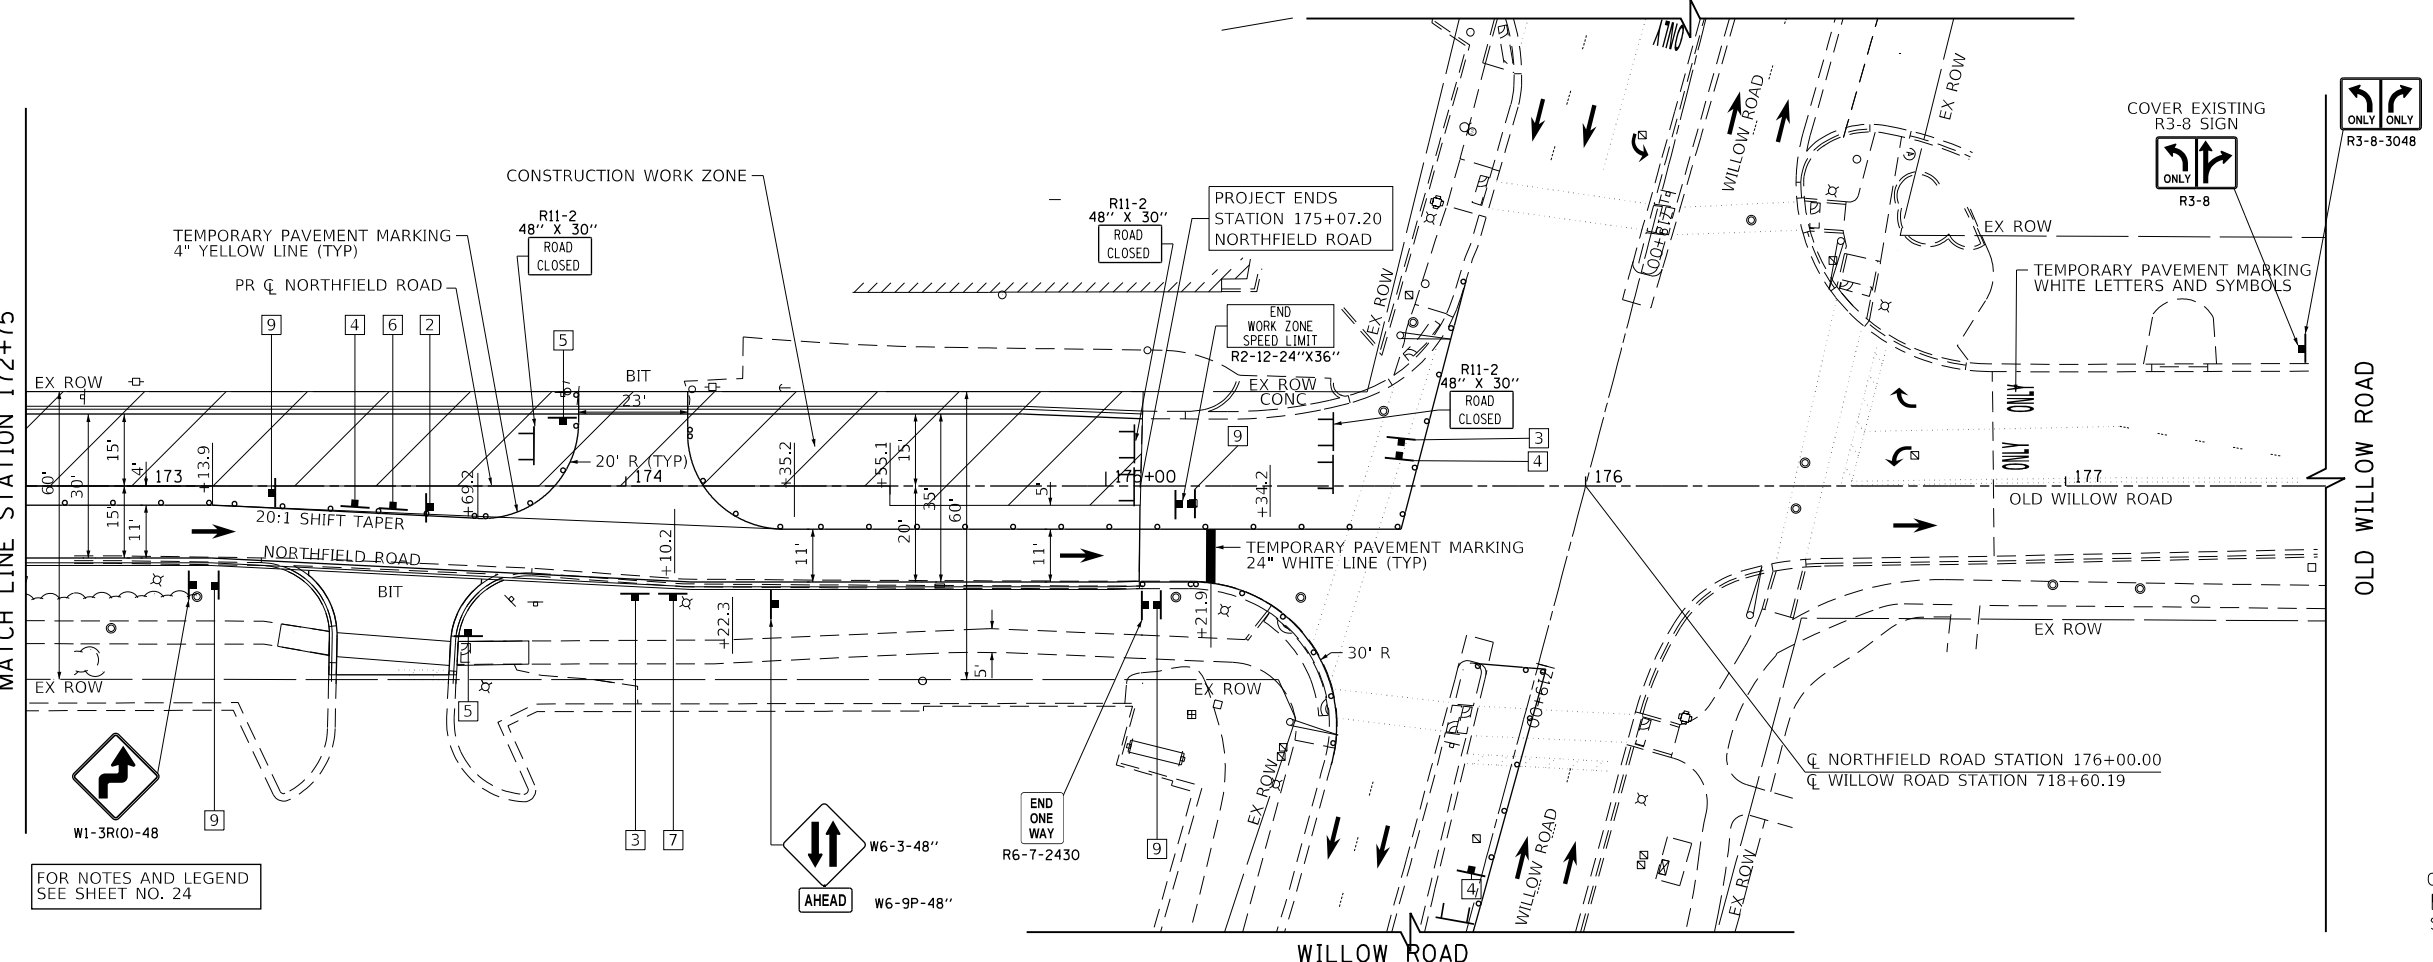 MATCH LINE STATION 172+75
EX ROW
CONSTRUCTION WORK ZONE
TEMPORARY PAVEMENT MARKING
4" YELLOW LINE (TYP)
PR ℄ NORTHFIELD ROAD
R11-2
48" X 30"
ROAD
CLOSED
9
4
6
2
5
BIT
23'
20' R (TYP)
60'
30'
15'
15'
4'
11'
173
+13.9
+69.2
174
+35.2
+55.1
15'
35'
60'
20'
5'
175+00
+34.2
20:1 SHIFT TAPER
NORTHFIELD ROAD
BIT
+10.2
+22.3
11'
11'
+21.9
5'
EX ROW
5
W1-3R(O)-48
9
FOR NOTES AND LEGEND
SEE SHEET NO. 24
3
7
W6-3-48"
AHEAD
W6-9P-48"
END
ONE
WAY
R6-7-2430
9
R11-2
48" X 30"
ROAD
CLOSED
PROJECT ENDS
STATION 175+07.20
NORTHFIELD ROAD
END
WORK ZONE
SPEED LIMIT
R2-12-24"X36"
EX ROW
CONC
9
R11-2
48" X 30"
ROAD
CLOSED
3
4
EX ROW
TEMPORARY PAVEMENT MARKING
24" WHITE LINE (TYP)
30' R
EX ROW
EX ROW
ONLY
WILLOW ROAD
719+00
EX ROW
176
177
OLD WILLOW ROAD
EX ROW
TEMPORARY PAVEMENT MARKING
WHITE LETTERS AND SYMBOLS
ONLY
ONLY
COVER EXISTING
R3-8 SIGN
ONLY
R3-8
ONLY
ONLY
R3-8-3048
OLD WILLOW ROAD
EX ROW
℄ NORTHFIELD ROAD STATION 176+00.00
℄ WILLOW ROAD STATION 718+60.19
4
WILLOW ROAD
EX ROW
WILLOW ROAD